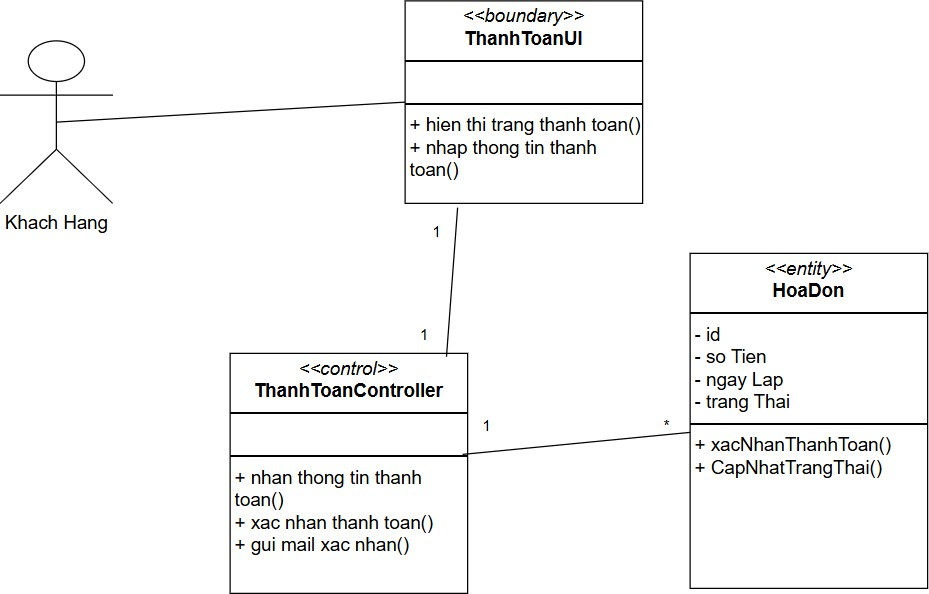 <<boundary>>
ThanhToanUI
+ hien thi trang thanh toan()
+ nhap thong tin thanh
toan()
Khach Hang
1
1
<<control>>
ThanhToanController
+ nhan thong tin thanh
toan()
+ xac nhan thanh toan()
+ gui mail xac nhan()
1
*
<<entity>>
HoaDon
- id
- so Tien
- ngay Lap
- trang Thai
+ xacNhanThanhToan()
+ CapNhatTrangThai()